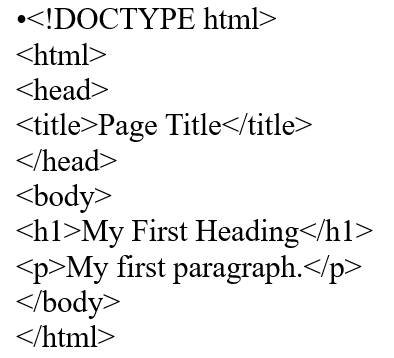 •<!DOCTYPE html>
<html>
<head>
<title>Page Title</title>
</head>
<body>
<h1>My First Heading</h1>
<p>My first paragraph.</p>
</body>
</html>